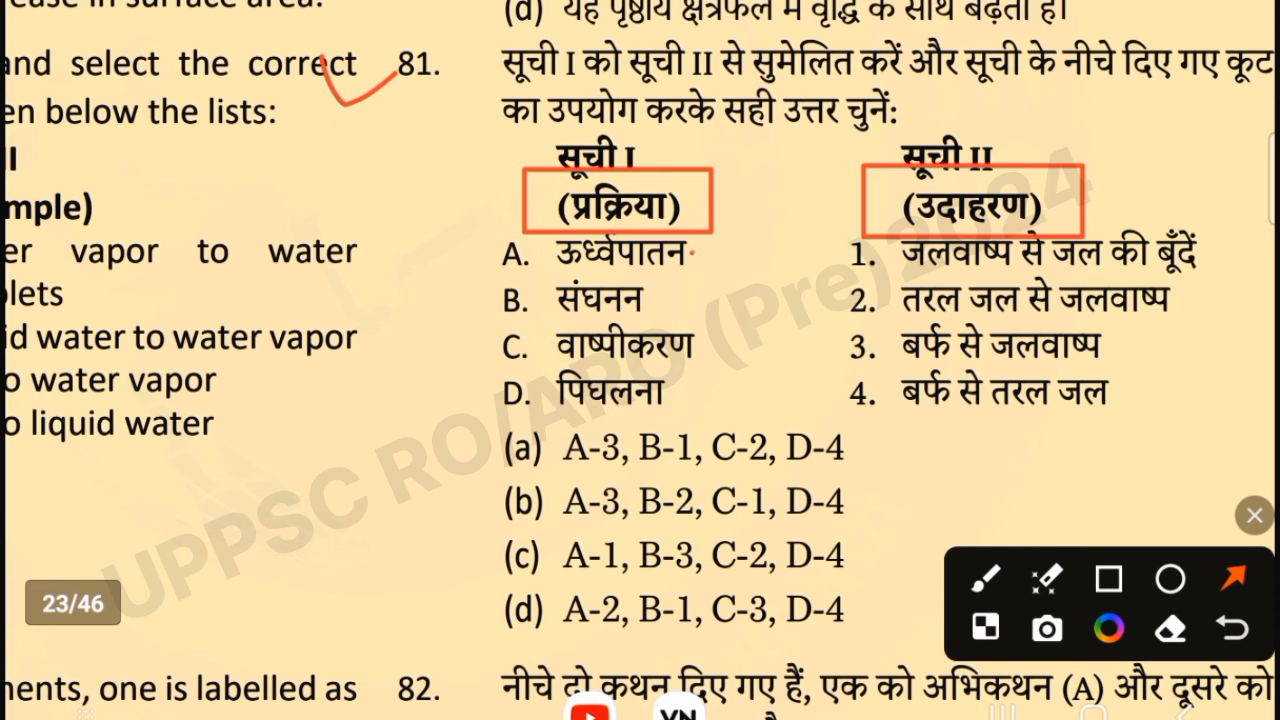 ease in surface area.
(d) यह पृष्ठीय क्षेत्रफल में वृद्धि के साथ बढ़ता है।
and select the correct
en below the lists:
II
mple)
er vapor to water
plets
id water to water vapor
o water vapor
o liquid water
81. सूची I को सूची II से सुमेलित करें और सूची के नीचे दिए गए कूट
का उपयोग करके सही उत्तर चुनें:
सूची I सूची II
(प्रक्रिया) (उदाहरण)
A. ऊर्ध्वपातन 1. जलवाष्प से जल की बूँदें
B. संघनन 2. तरल जल से जलवाष्प
C. वाष्पीकरण 3. बर्फ से जलवाष्प
D. पिघलना 4. बर्फ से तरल जल
(a) A-3, B-1, C-2, D-4
(b) A-3, B-2, C-1, D-4
(c) A-1, B-3, C-2, D-4
(d) A-2, B-1, C-3, D-4
UPPSC RO/ARO (Pre) 2024
23/46
nents, one is labelled as
82. नीचे दो कथन दिए गए हैं, एक को अभिकथन (A) और दूसरे को
VN